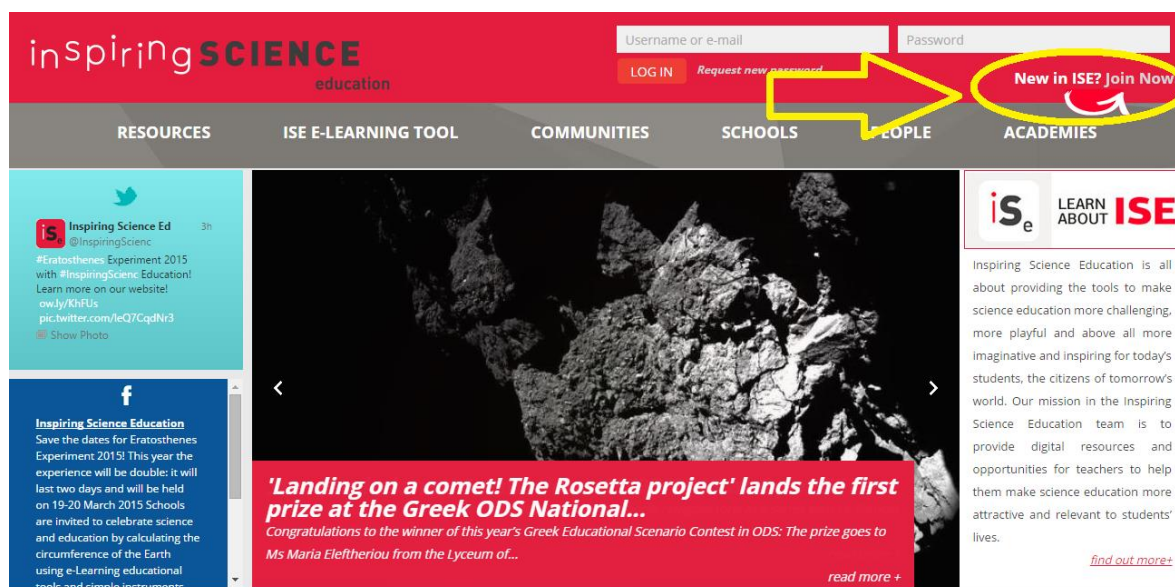 inspiring SCIENCE
education
Username or e-mail
Password
LOG IN
Request new password
New in ISE? Join Now
RESOURCES
ISE E-LEARNING TOOL
COMMUNITIES
SCHOOLS
PEOPLE
ACADEMIES
Inspiring Science Ed 3h
@InspiringScienc
#Eratosthenes Experiment 2015
with #InspiringScienc Education!
Learn more on our website!
ow.ly/KhFUs
pic.twitter.com/leQ7CqdNr3
Show Photo
f
Inspiring Science Education
Save the dates for Eratosthenes
Experiment 2015! This year the
experience will be double: it will
last two days and will be held
on 19-20 March 2015 Schools
are invited to celebrate science
and education by calculating the
circumference of the Earth
using e-Learning educational
tools and simple instruments
'Landing on a comet! The Rosetta project' lands the first
prize at the Greek ODS National...
Congratulations to the winner of this year's Greek Educational Scenario Contest in ODS: The prize goes to
Ms Maria Eleftheriou from the Lyceum of...
read more +
iSe
LEARN
ABOUT ISE
Inspiring Science Education is all
about providing the tools to make
science education more challenging,
more playful and above all more
imaginative and inspiring for today's
students, the citizens of tomorrow's
world. Our mission in the Inspiring
Science Education team is to
provide digital resources and
opportunities for teachers to help
them make science education more
attractive and relevant to students'
lives.
find out more+